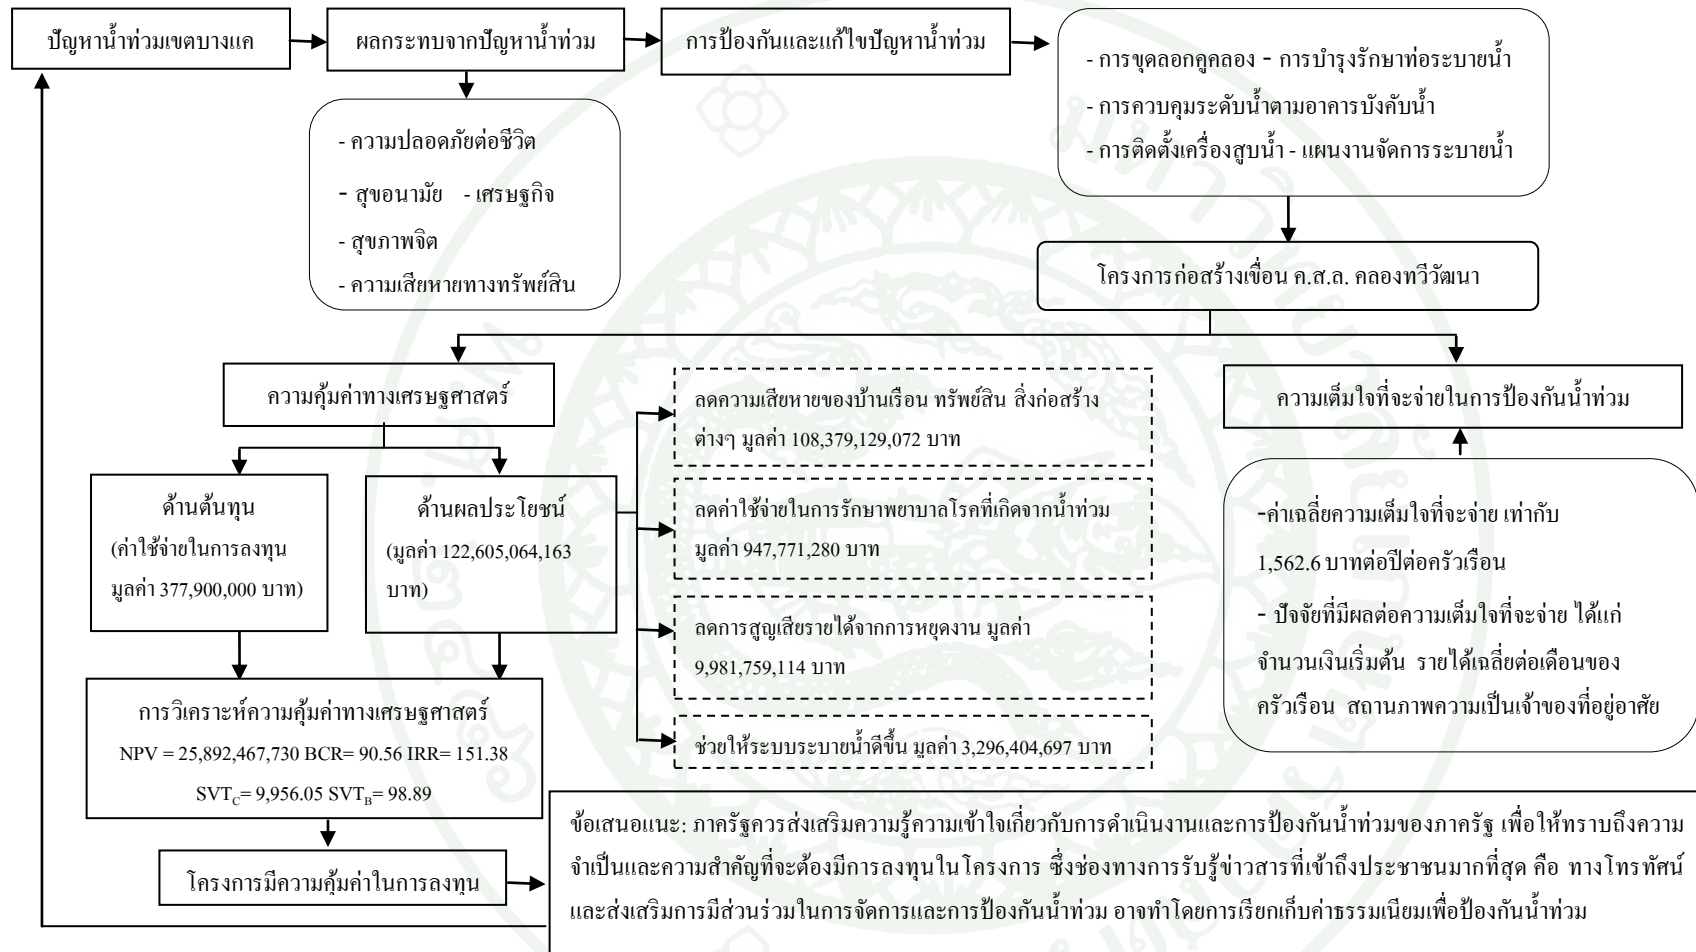 ปัญหาน้ำท่วมเขตบางแค
ผลกระทบจากปัญหาน้ำท่วม
การป้องกันและแก้ไขปัญหาน้ำท่วม
- การขุดลอกคูคลอง - การบำรุงรักษาท่อระบายน้ำ
- การควบคุมระดับน้ำตามอาคารบังคับน้ำ
- การติดตั้งเครื่องสูบน้ำ - แผนงานจัดการระบายน้ำ
- ความปลอดภัยต่อชีวิต
- สุขอนามัย - เศรษฐกิจ
- สุขภาพจิต
- ความเสียหายทางทรัพย์สิน
โครงการก่อสร้างเขื่อน ค.ส.ล. คลองทวีวัฒนา
ความคุ้มค่าทางเศรษฐศาสตร์
ความเต็มใจที่จะจ่ายในการป้องกันน้ำท่วม
ด้านต้นทุน
(ค่าใช้จ่ายในการลงทุน
มูลค่า 377,900,000 บาท)
ด้านผลประโยชน์
(มูลค่า 122,605,064,163
บาท)
ลดความเสียหายของบ้านเรือน ทรัพย์สิน สิ่งก่อสร้าง
ต่างๆ มูลค่า 108,379,129,072 บาท
ลดค่าใช้จ่ายในการรักษาพยาบาลโรคที่เกิดจากน้ำท่วม
มูลค่า 947,771,280 บาท
ลดการสูญเสียรายได้จากการหยุดงาน มูลค่า
9,981,759,114 บาท
ช่วยให้ระบบระบายน้ำดีขึ้น มูลค่า 3,296,404,697 บาท
-ค่าเฉลี่ยความเต็มใจที่จะจ่าย เท่ากับ
1,562.6 บาทต่อปีต่อครัวเรือน
- ปัจจัยที่มีผลต่อความเต็มใจที่จะจ่าย ได้แก่
จำนวนเงินเริ่มต้น รายได้เฉลี่ยต่อเดือนของ
ครัวเรือน สถานภาพความเป็นเจ้าของที่อยู่อาศัย
การวิเคราะห์ความคุ้มค่าทางเศรษฐศาสตร์
NPV = 25,892,467,730 BCR= 90.56 IRR= 151.38
SVTC= 9,956.05 SVTB= 98.89
โครงการมีความคุ้มค่าในการลงทุน
ข้อเสนอแนะ: ภาครัฐควรส่งเสริมความรู้ความเข้าใจเกี่ยวกับการดำเนินงานและการป้องกันน้ำท่วมของภาครัฐ เพื่อให้ทราบถึงความ
จำเป็นและความสำคัญที่จะต้องมีการลงทุนในโครงการ ซึ่งช่องทางการรับรู้ข่าวสารที่เข้าถึงประชาชนมากที่สุด คือ ทางโทรทัศน์
และส่งเสริมการมีส่วนร่วมในการจัดการและการป้องกันน้ำท่วม อาจทำโดยการเรียกเก็บค่าธรรมเนียมเพื่อป้องกันน้ำท่วม